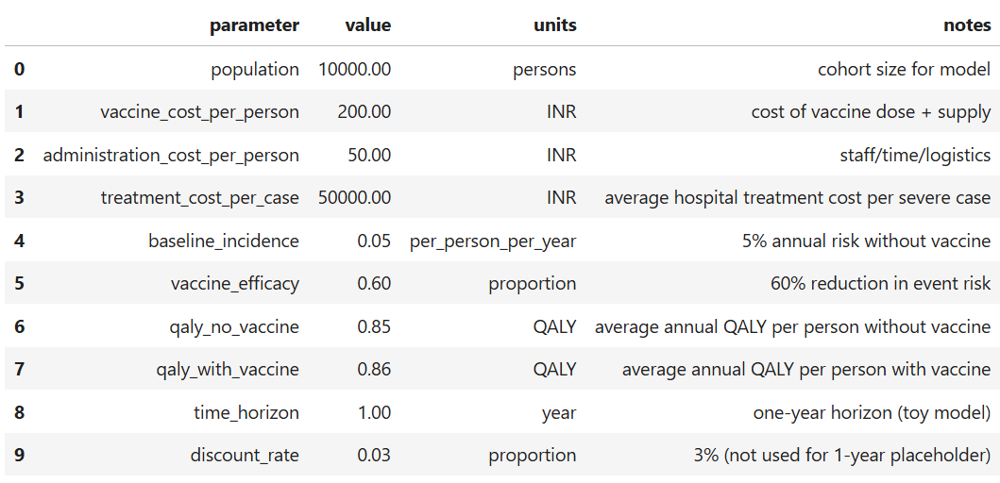 parameter value units notes
0 population 10000.00 persons cohort size for model
1 vaccine_cost_per_person 200.00 INR cost of vaccine dose + supply
2 administration_cost_per_person 50.00 INR staff/time/logistics
3 treatment_cost_per_case 50000.00 INR average hospital treatment cost per severe case
4 baseline_incidence 0.05 per_person_per_year 5% annual risk without vaccine
5 vaccine_efficacy 0.60 proportion 60% reduction in event risk
6 qaly_no_vaccine 0.85 QALY average annual QALY per person without vaccine
7 qaly_with_vaccine 0.86 QALY average annual QALY per person with vaccine
8 time_horizon 1.00 year one-year horizon (toy model)
9 discount_rate 0.03 proportion 3% (not used for 1-year placeholder)